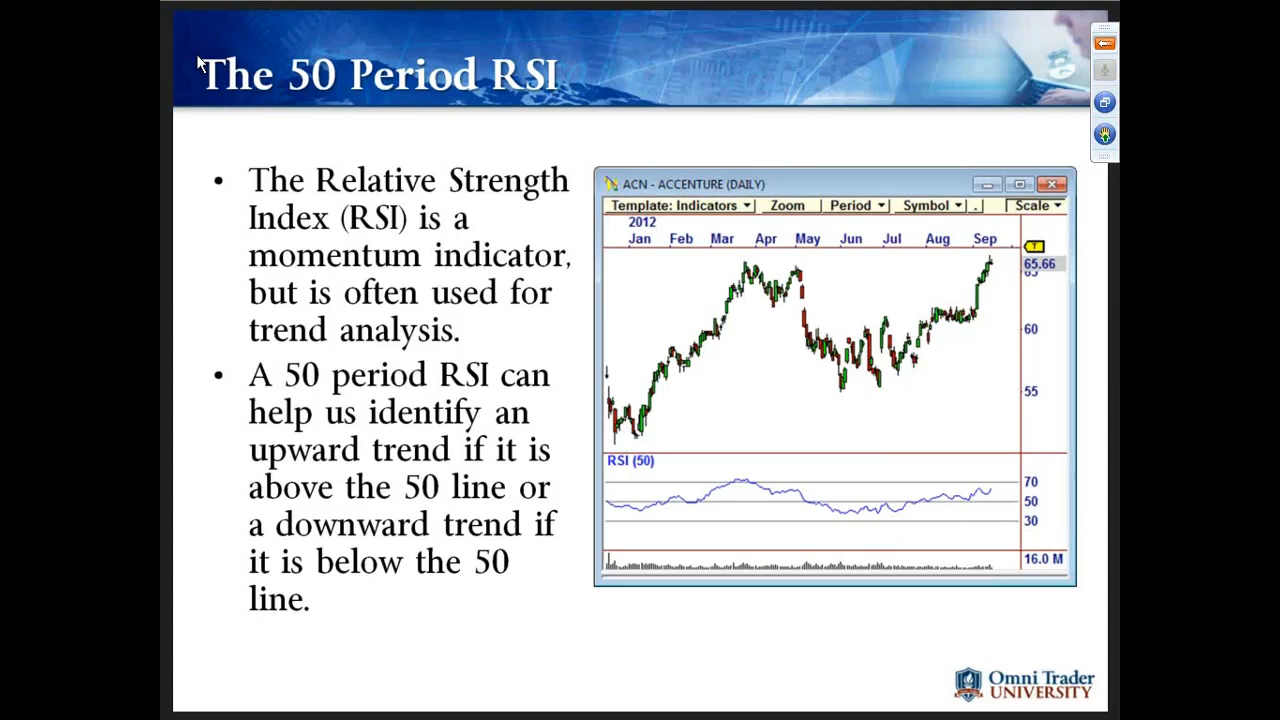 The 50 Period RSI
• The Relative Strength
Index (RSI) is a
momentum indicator,
but is often used for
trend analysis.
• A 50 period RSI can
help us identify an
upward trend if it is
above the 50 line or
a downward trend if
it is below the 50
line.
ACN - ACCENTURE (DAILY)
Template: Indicators Zoom Period Symbol . Scale
2012
Jan Feb Mar Apr May Jun Jul Aug Sep
T
65.66
65
60
55
RSI (50)
70
50
30
16.0 M
Omni Trader
UNIVERSITY